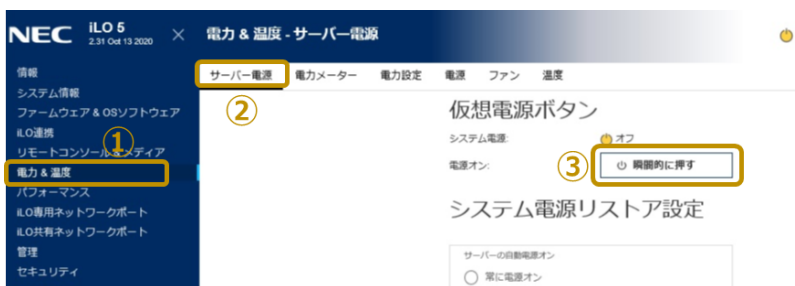 NEC iLO 5
2.31 Oct 13 2020
×
電力 & 温度 - サーバー電源
情報
システム情報
ファームウェア & OSソフトウェア
iLO連携
リモートコンソール & メディア
電力 & 温度
パフォーマンス
iLO専用ネットワークポート
iLO共有ネットワークポート
管理
セキュリティ
①
サーバー電源 電力メーター 電力設定 電源 ファン 温度
②
仮想電源ボタン
システム電源: オフ
電源オン: ③ 瞬間的に押す
システム電源リストア設定
サーバーの自動電源オン
常に電源オン